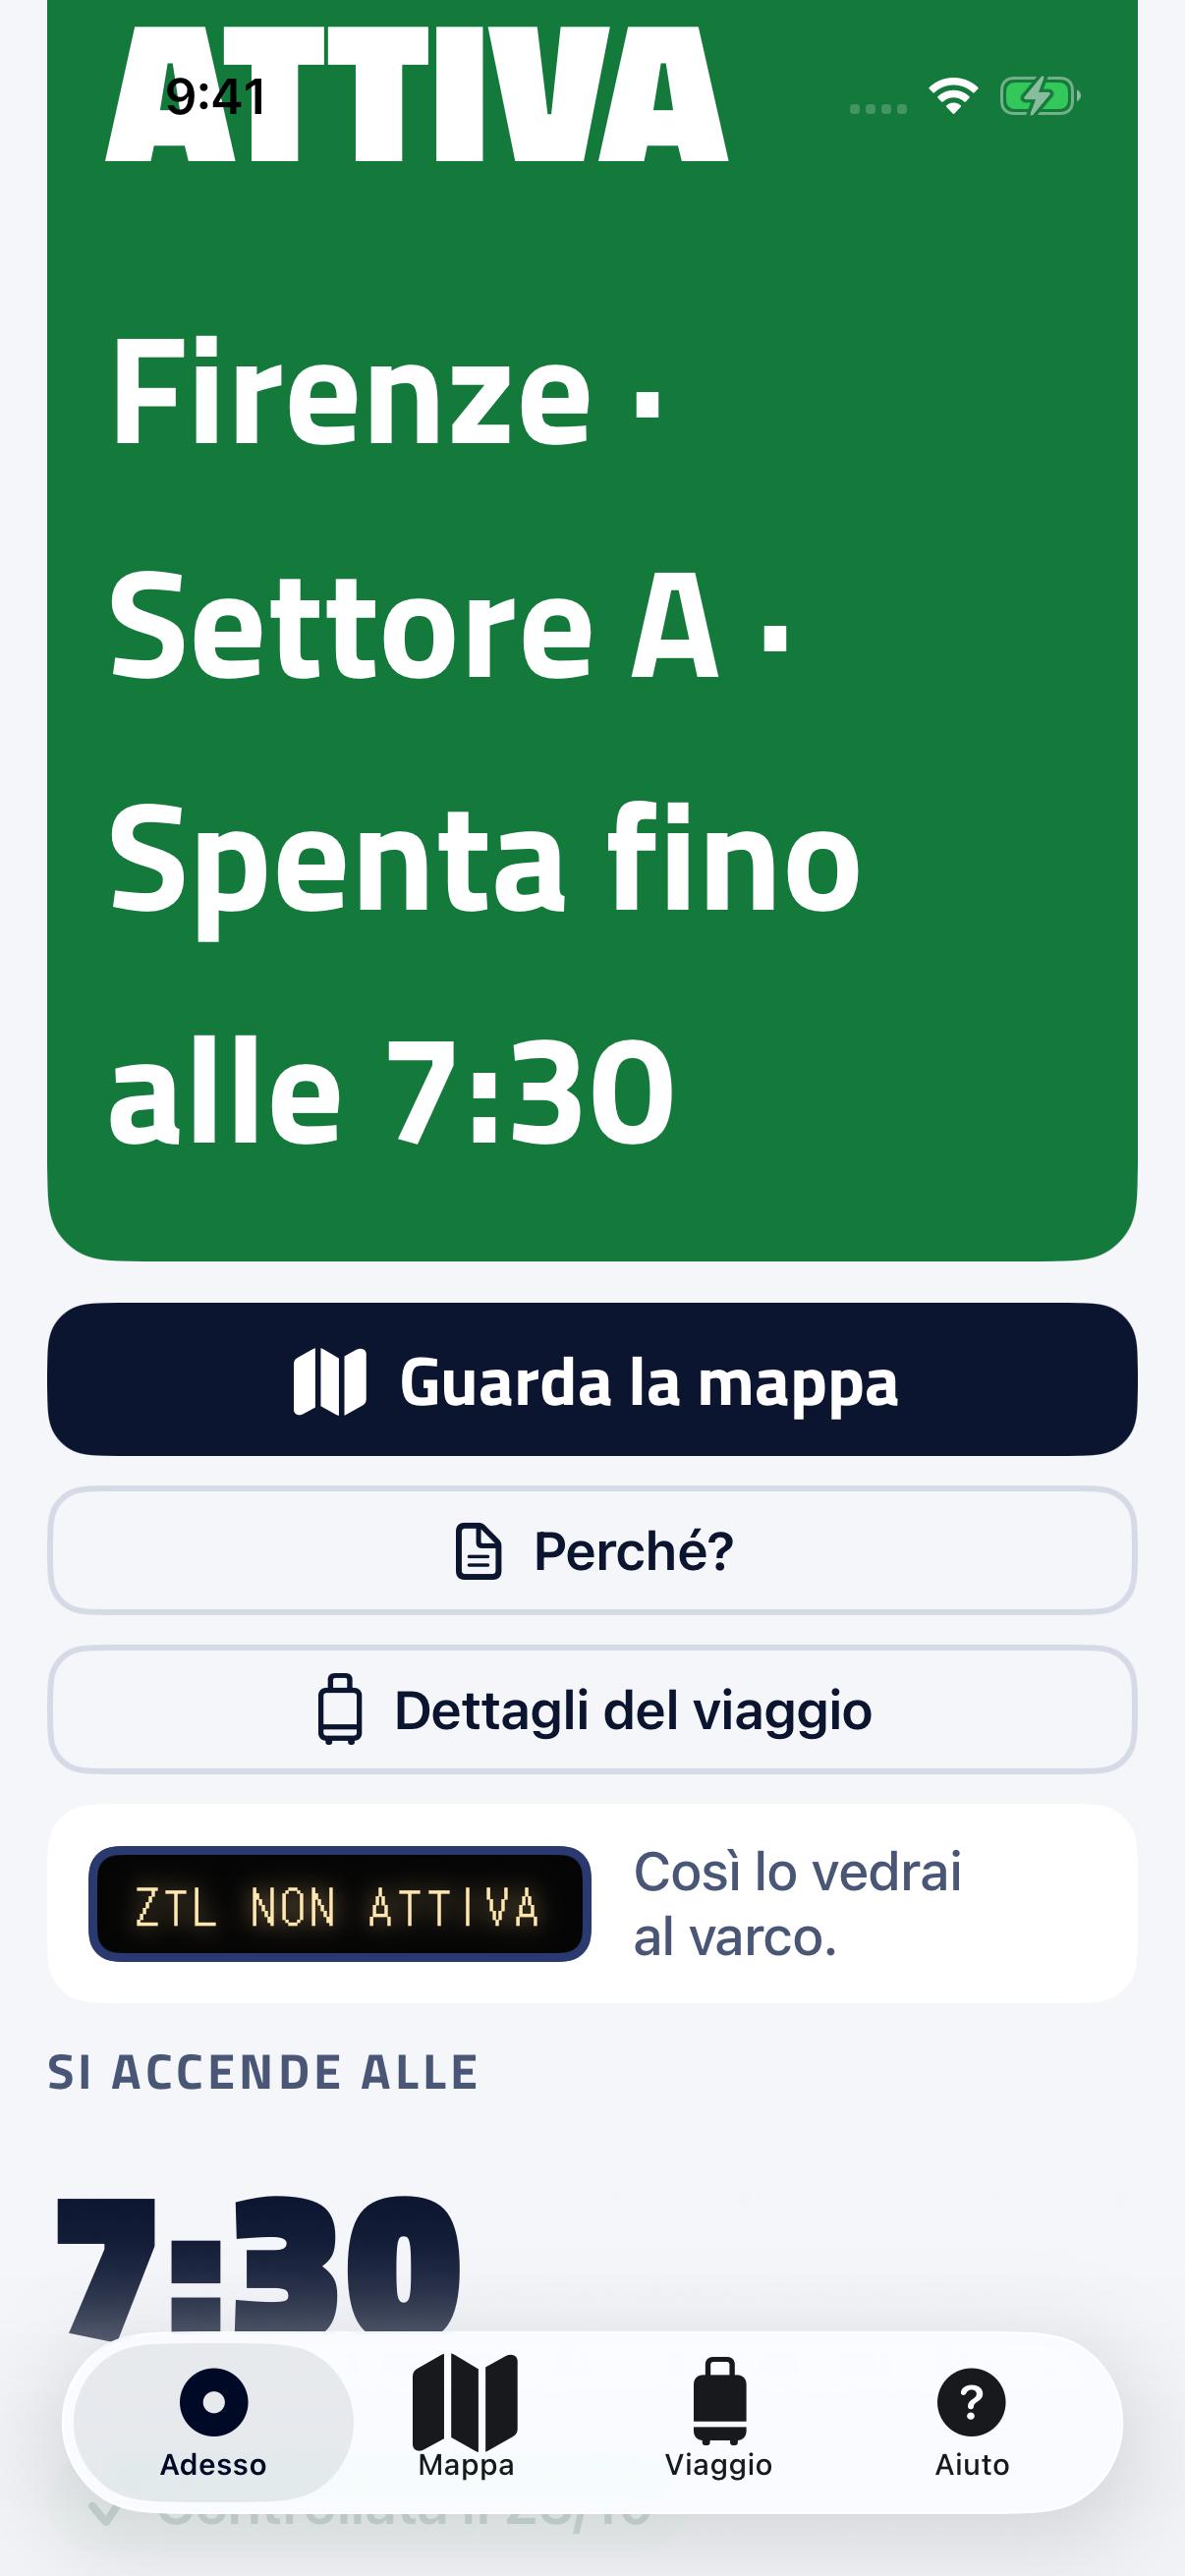 ATTIVA
9:41
Firenze ·
Settore A ·
Spenta fino
alle 7:30
Guarda la mappa
Perché?
Dettagli del viaggio
ZTL NON ATTIVA
Così lo vedrai
al varco.
SI ACCENDE ALLE
7:30
Adesso
Mappa
Viaggio
Aiuto